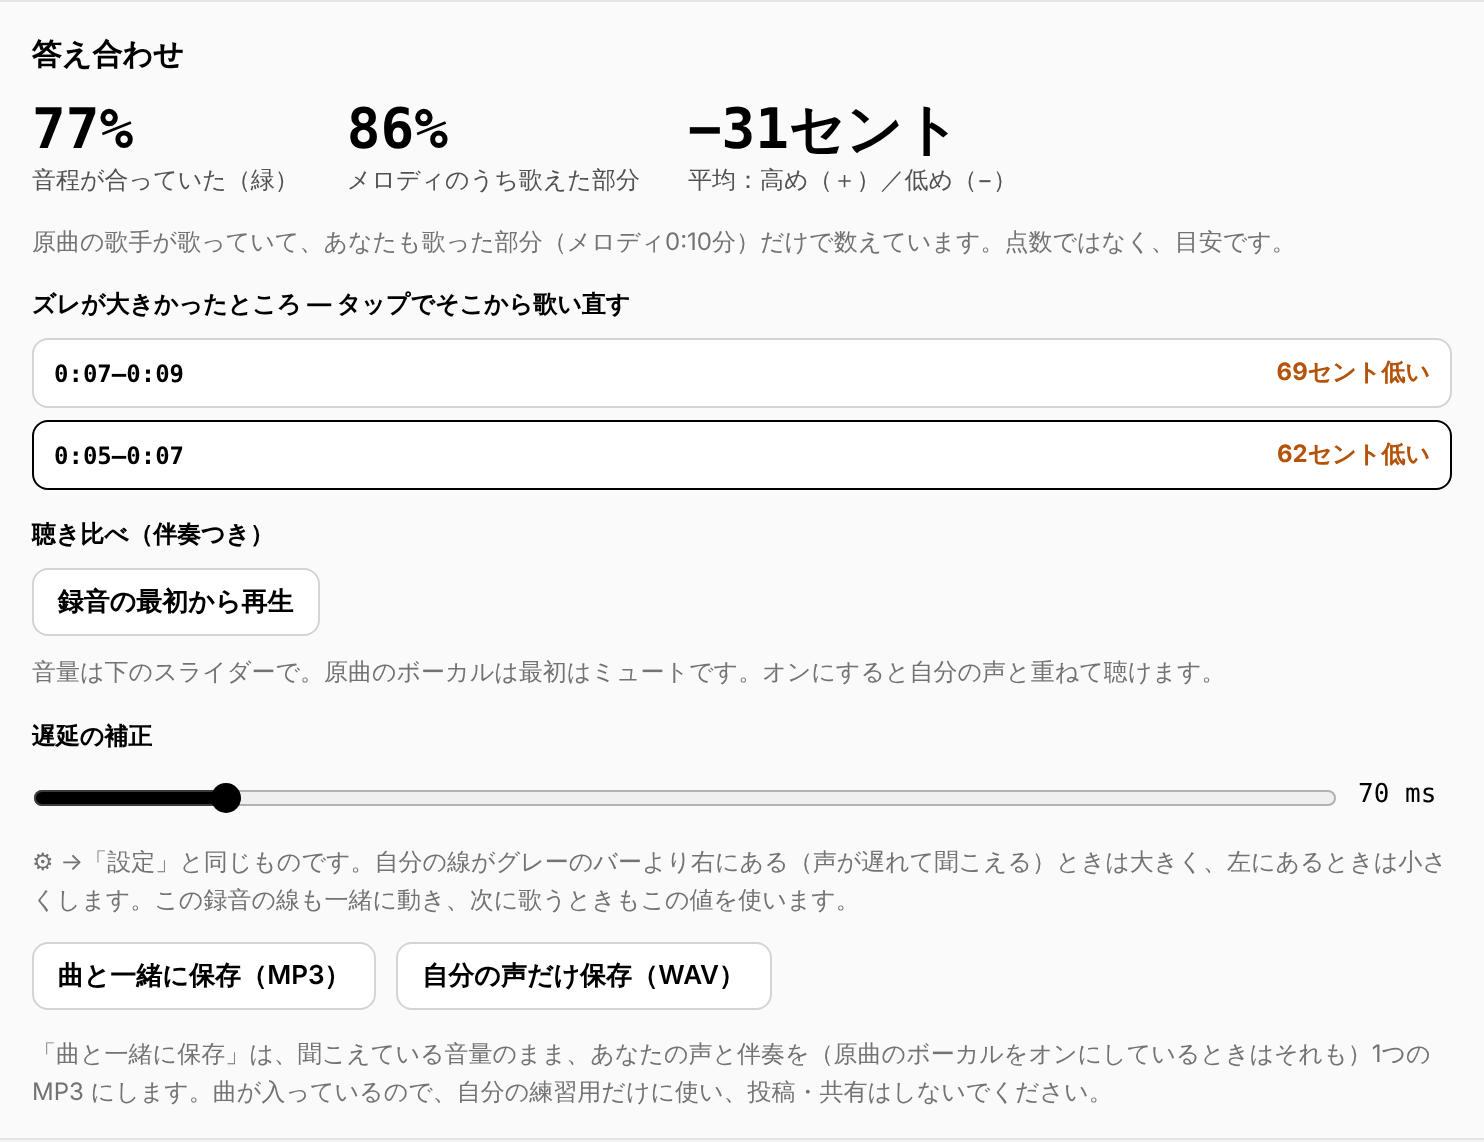 答え合わせ
77%
音程が合っていた（緑）
86%
メロディのうち歌えた部分
−31セント
平均：高め（＋）／低め（−）
原曲の歌手が歌っていて、あなたも歌った部分（メロディ0:10分）だけで数えています。点数ではなく、目安です。
ズレが大きかったところ — タップでそこから歌い直す
0:07–0:09 69セント低い
0:05–0:07 62セント低い
聴き比べ（伴奏つき）
録音の最初から再生
音量は下のスライダーで。原曲のボーカルは最初はミュートです。オンにすると自分の声と重ねて聴けます。
遅延の補正
70 ms
⚙ →「設定」と同じものです。自分の線がグレーのバーより右にある（声が遅れて聞こえる）ときは大きく、左にあるときは小さ
くします。この録音の線も一緒に動き、次に歌うときもこの値を使います。
曲と一緒に保存（MP3） 自分の声だけ保存（WAV）
「曲と一緒に保存」は、聞こえている音量のまま、あなたの声と伴奏を（原曲のボーカルをオンにしているときはそれも）1つの
MP3 にします。曲が入っているので、自分の練習用だけに使い、投稿・共有はしないでください。